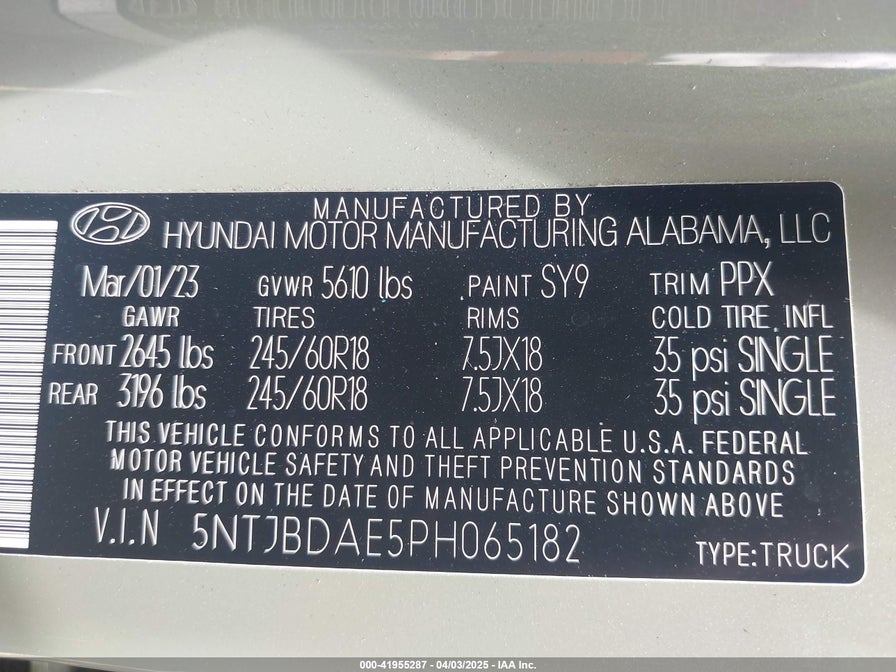 MANUFACTURED BY
HYUNDAI MOTOR MANUFACTURING ALABAMA, LLC
Mar/01/23 GVWR 5610 lbs PAINT SY9 TRIM PPX
GAWR TIRES RIMS COLD TIRE. INFL
FRONT 2645 lbs 245/60R18 7.5JX18 35 psi SINGLE
REAR 3196 lbs 245/60R18 7.5JX18 35 psi SINGLE
THIS VEHICLE CONFORMS TO ALL APPLICABLE U.S.A. FEDERAL
MOTOR VEHICLE SAFETY AND THEFT PREVENTION STANDARDS
IN EFFECT ON THE DATE OF MANUFACTURE SHOWN ABOVE
V.I.N 5NTJBDAE5PH065182
TYPE:TRUCK
000-41955287 - 04/03/2025 - IAA Inc.